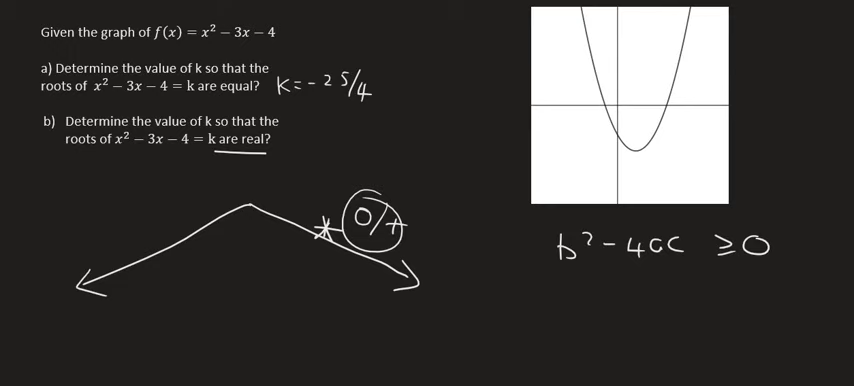 Given the graph of f(x) = x² − 3x − 4
a) Determine the value of k so that the
roots of x² − 3x − 4 = k are equal?
K = - 25/4
b) Determine the value of k so that the
roots of x² − 3x − 4 = k are real?
0/+
b² - 4ac ≥ 0